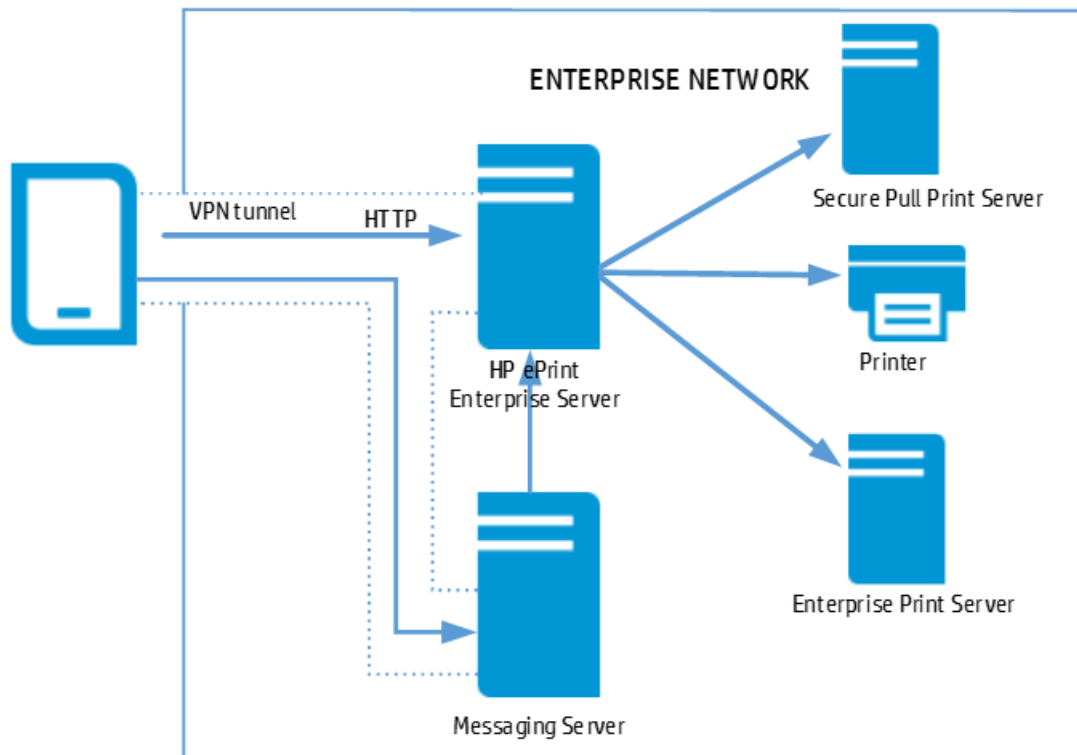 ENTERPRISE NETWORK
Secure Pull Print Server
VPN tunnel
HTTP
Printer
HP ePrint
Enterprise Server
Enterprise Print Server
Messaging Server